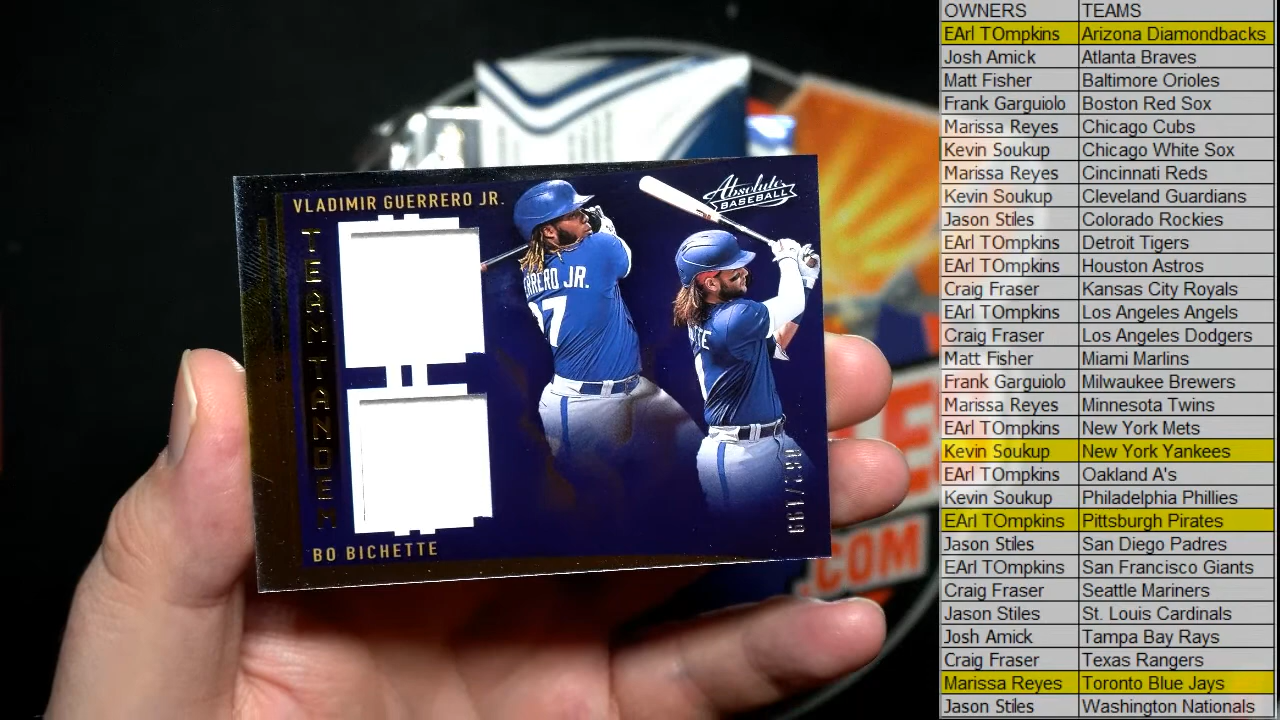 VLADIMIR GUERRERO JR.
Absolute
BASEBALL
TEAM TANDEM
RRERO JR.
BO BICHETTE
.COM
OWNERS TEAMS
EArl TOmpkins Arizona Diamondbacks
Josh Amick Atlanta Braves
Matt Fisher Baltimore Orioles
Frank Garguiolo Boston Red Sox
Marissa Reyes Chicago Cubs
Kevin Soukup Chicago White Sox
Marissa Reyes Cincinnati Reds
Kevin Soukup Cleveland Guardians
Jason Stiles Colorado Rockies
EArl TOmpkins Detroit Tigers
EArl TOmpkins Houston Astros
Craig Fraser Kansas City Royals
EArl TOmpkins Los Angeles Angels
Craig Fraser Los Angeles Dodgers
Matt Fisher Miami Marlins
Frank Garguiolo Milwaukee Brewers
Marissa Reyes Minnesota Twins
EArl TOmpkins New York Mets
Kevin Soukup New York Yankees
EArl TOmpkins Oakland A's
Kevin Soukup Philadelphia Phillies
EArl TOmpkins Pittsburgh Pirates
Jason Stiles San Diego Padres
EArl TOmpkins San Francisco Giants
Craig Fraser Seattle Mariners
Jason Stiles St. Louis Cardinals
Josh Amick Tampa Bay Rays
Craig Fraser Texas Rangers
Marissa Reyes Toronto Blue Jays
Jason Stiles Washington Nationals